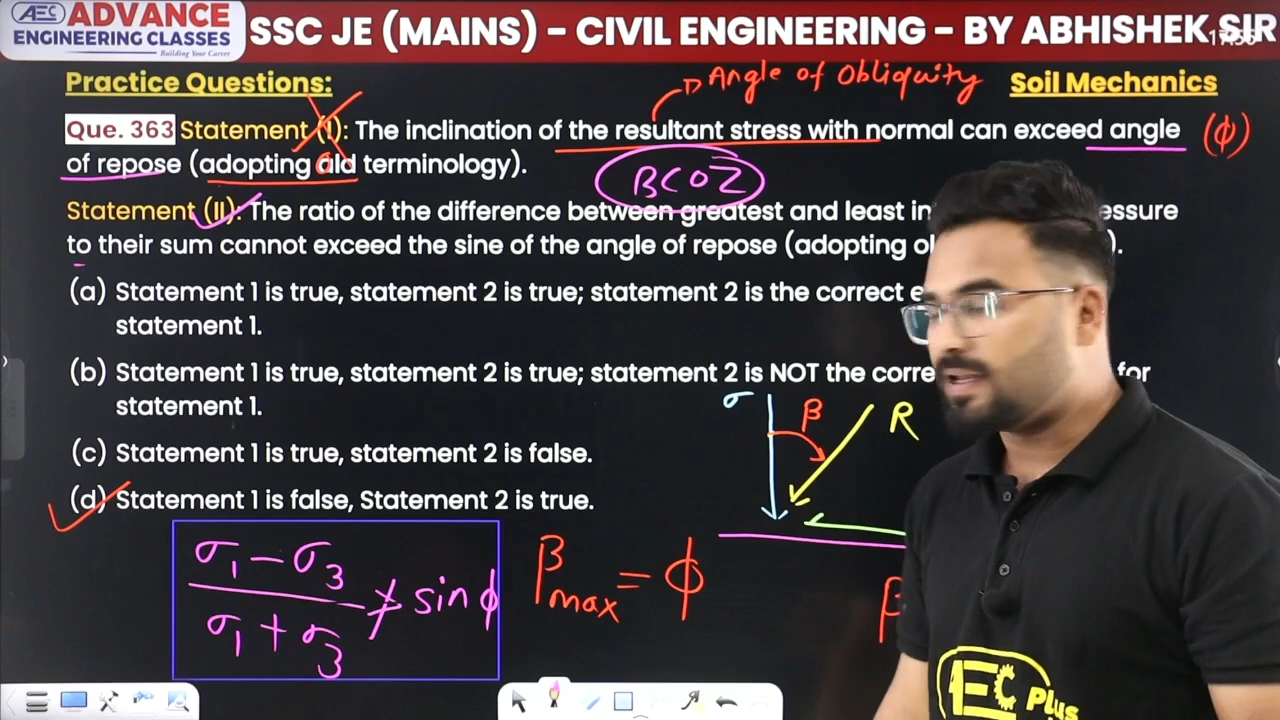 AEC ADVANCE
ENGINEERING CLASSES
Building Your Career
SSC JE (MAINS) - CIVIL ENGINEERING - BY ABHISHEK SIR
Practice Questions:
Angle of Obliquity
Soil Mechanics
Que. 363 Statement (I): The inclination of the resultant stress with normal can exceed angle (ϕ)
of repose (adopting old terminology).
BCOZ
Statement (II): The ratio of the difference between greatest and least in essure
to their sum cannot exceed the sine of the angle of repose (adopting ol ).
(a) Statement 1 is true, statement 2 is true; statement 2 is the correct e
statement 1.
(b) Statement 1 is true, statement 2 is true; statement 2 is NOT the corre for
statement 1.
σ β R
(c) Statement 1 is true, statement 2 is false.
(d) Statement 1 is false, Statement 2 is true.
σ1 - σ3
σ1 + σ3
≯ sin ϕ
βmax = ϕ
β
AEC Plus